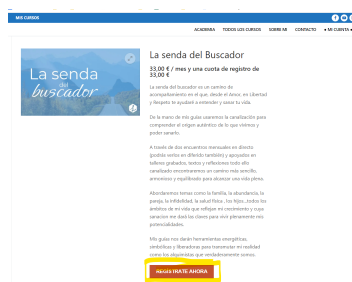 MIS CURSOS
ACADEMIA TODOS LOS CURSOS SOBRE MI CONTACTO MI CUENTA
La senda del
buscador
La senda del Buscador
33,00 € / mes y una cuota de registro de
33,00 €
La senda del buscador es un camino de
acompañamiento en el que, desde el Amor, en Libertad
y Respeto te ayudaré a entender y sanar tu vida.
De la mano de mis guías usaremos la canalización para
comprender el origen auténtico de lo que vivimos y
poder sanarlo.
A través de dos encuentros mensuales en directo
(podrás verlos en diferido también) y apoyados en
talleres grabados, textos y reflexiones todo ello
canalizado encontraremos un camino más sencillo,
armonioso y equilibrado para alcanzar una vida plena.
Abordaremos temas como la familia, la abundancia, la
pareja, la infidelidad, la salud física , los hijos...todos los
ámbitos de mi vida que reflejan mi crecimiento y cuya
sanación me dará las claves para vivir plenamente mis
potencialidades.
Mis guías nos darán herramientas energéticas,
simbólicas y liberadoras para transmutar mi realidad
como los alquimistas que verdaderamente somos.
REGÍSTRATE AHORA